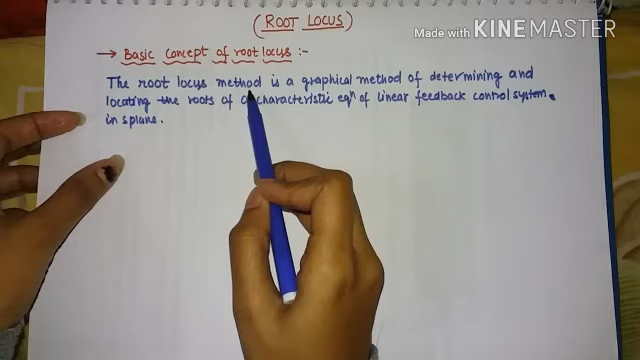 (ROOT LOCUS)
Made with KINEMASTER
→ Basic concept of root locus :-
The root locus method is a graphical method of determining and
locating the roots of a characteristic eqn of linear feedback control system.
in s plane.